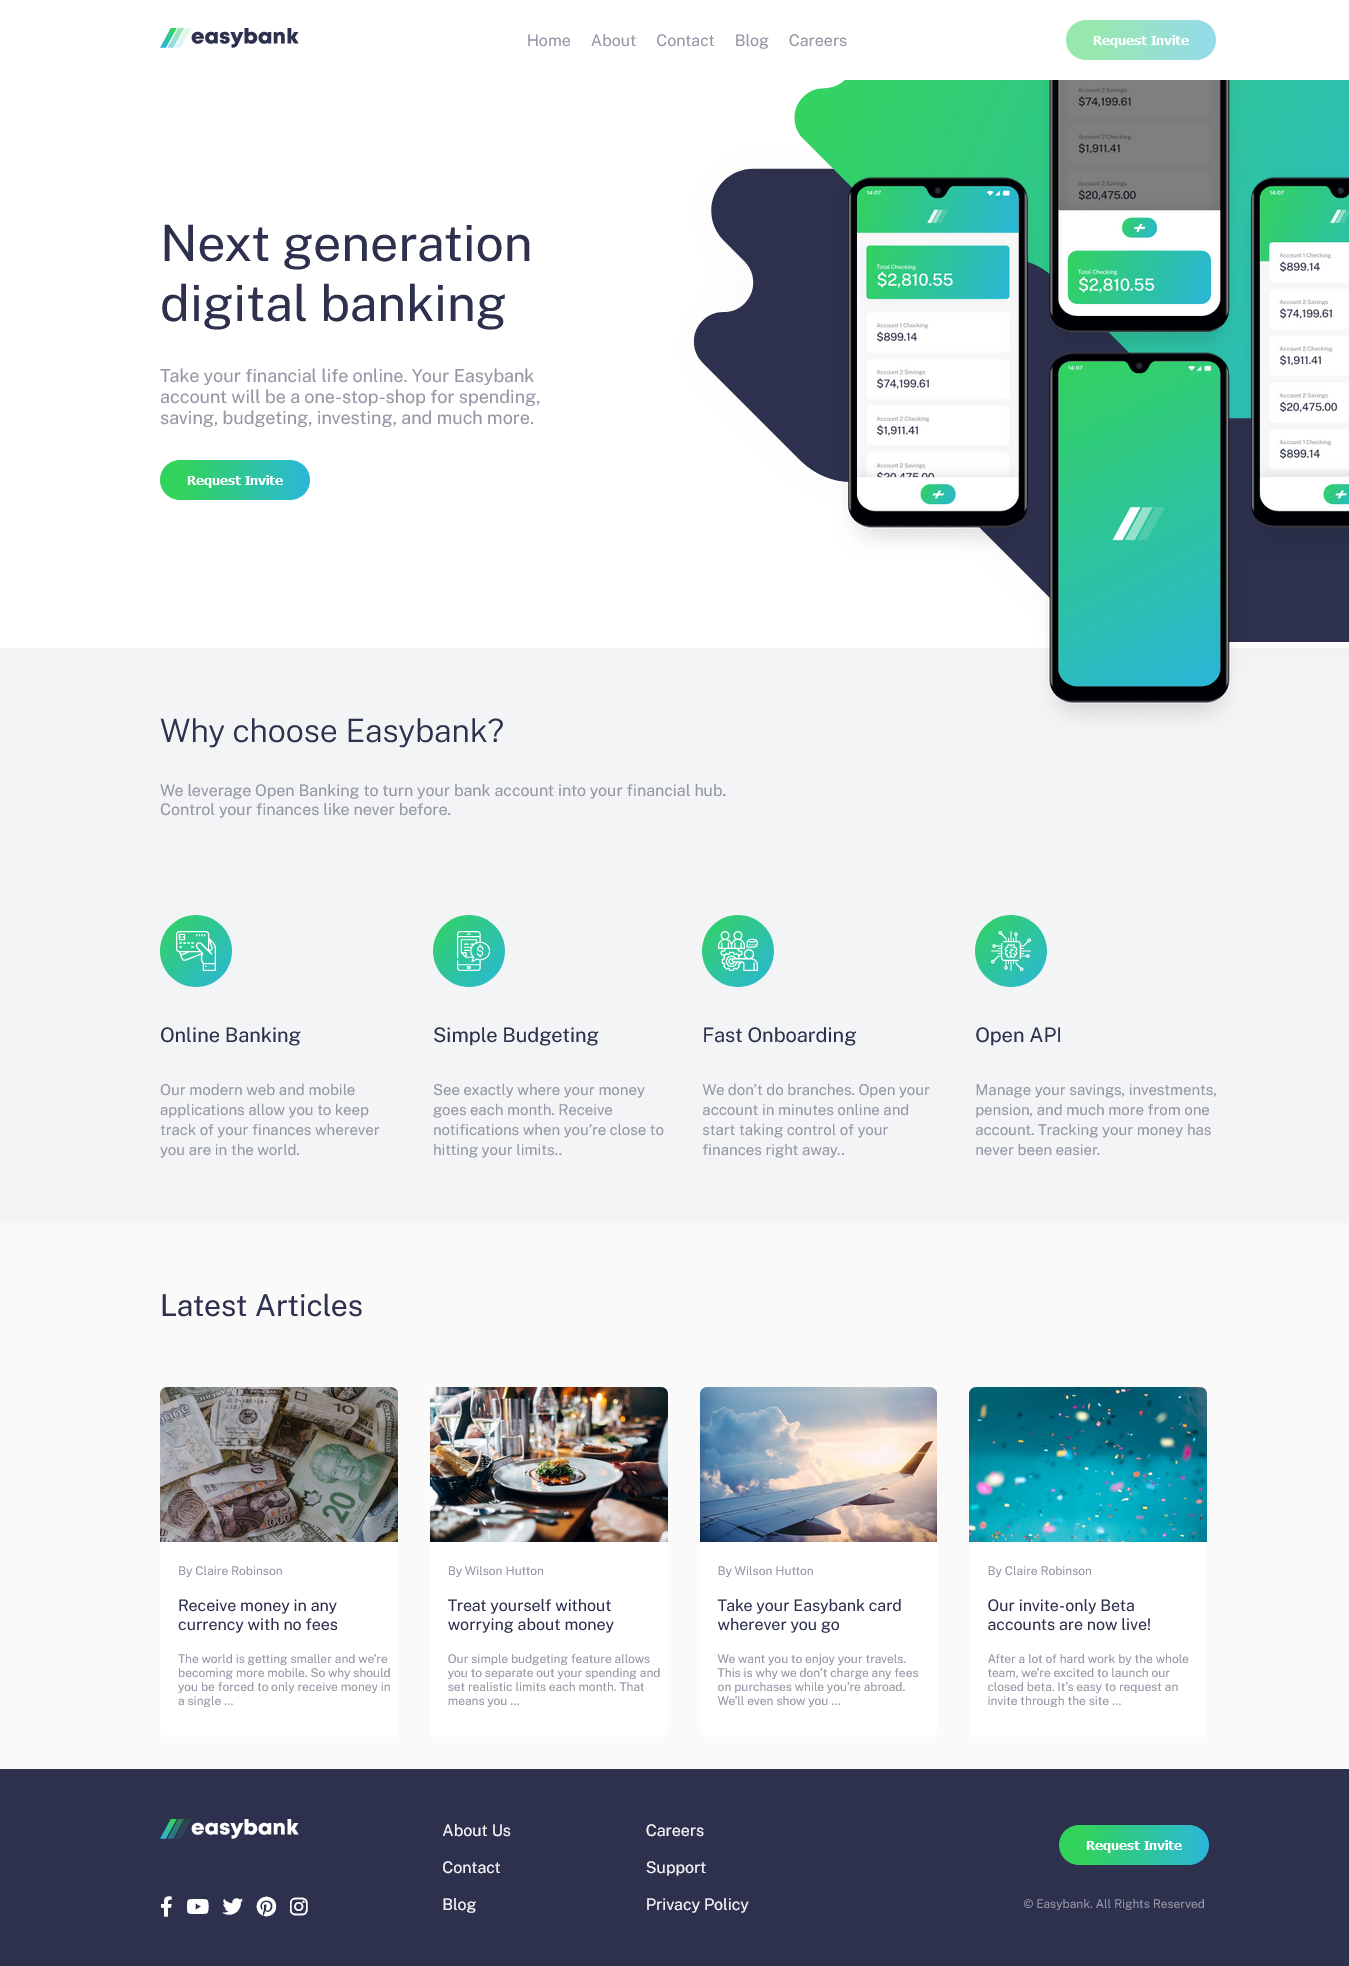 easybank
Home About Contact Blog Careers
Request Invite
Next generation
digital banking
Take your financial life online. Your Easybank
account will be a one-stop-shop for spending,
saving, budgeting, investing, and much more.
Request Invite
14:07
Total Checking
$2,810.55
Account 1 Checking
$899.14
Account 2 Savings
$74,199.61
Account 2 Checking
$1,911.41
Account 2 Savings
$20,475.00
Account 2 Savings
$74,199.61
Account 2 Checking
$1,911.41
Account 2 Savings
$20,475.00
Total Checking
$2,810.55
14:07
14:07
Account 1 Checking
$899.14
Account 2 Savings
$74,199.61
Account 2 Checking
$1,911.41
Account 2 Savings
$20,475.00
Account 1 Checking
$899.14
Why choose Easybank?
We leverage Open Banking to turn your bank account into your financial hub.
Control your finances like never before.
Online Banking
Our modern web and mobile
applications allow you to keep
track of your finances wherever
you are in the world.
Simple Budgeting
See exactly where your money
goes each month. Receive
notifications when you’re close to
hitting your limits..
Fast Onboarding
We don’t do branches. Open your
account in minutes online and
start taking control of your
finances right away..
Open API
Manage your savings, investments,
pension, and much more from one
account. Tracking your money has
never been easier.
Latest Articles
By Claire Robinson
Receive money in any
currency with no fees
The world is getting smaller and we’re
becoming more mobile. So why should
you be forced to only receive money in
a single …
By Wilson Hutton
Treat yourself without
worrying about money
Our simple budgeting feature allows
you to separate out your spending and
set realistic limits each month. That
means you …
By Wilson Hutton
Take your Easybank card
wherever you go
We want you to enjoy your travels.
This is why we don’t charge any fees
on purchases while you’re abroad.
We’ll even show you …
By Claire Robinson
Our invite-only Beta
accounts are now live!
After a lot of hard work by the whole
team, we’re excited to launch our
closed beta. It’s easy to request an
invite through the site …
easybank
About Us
Contact
Blog
Careers
Support
Privacy Policy
Request Invite
© Easybank. All Rights Reserved